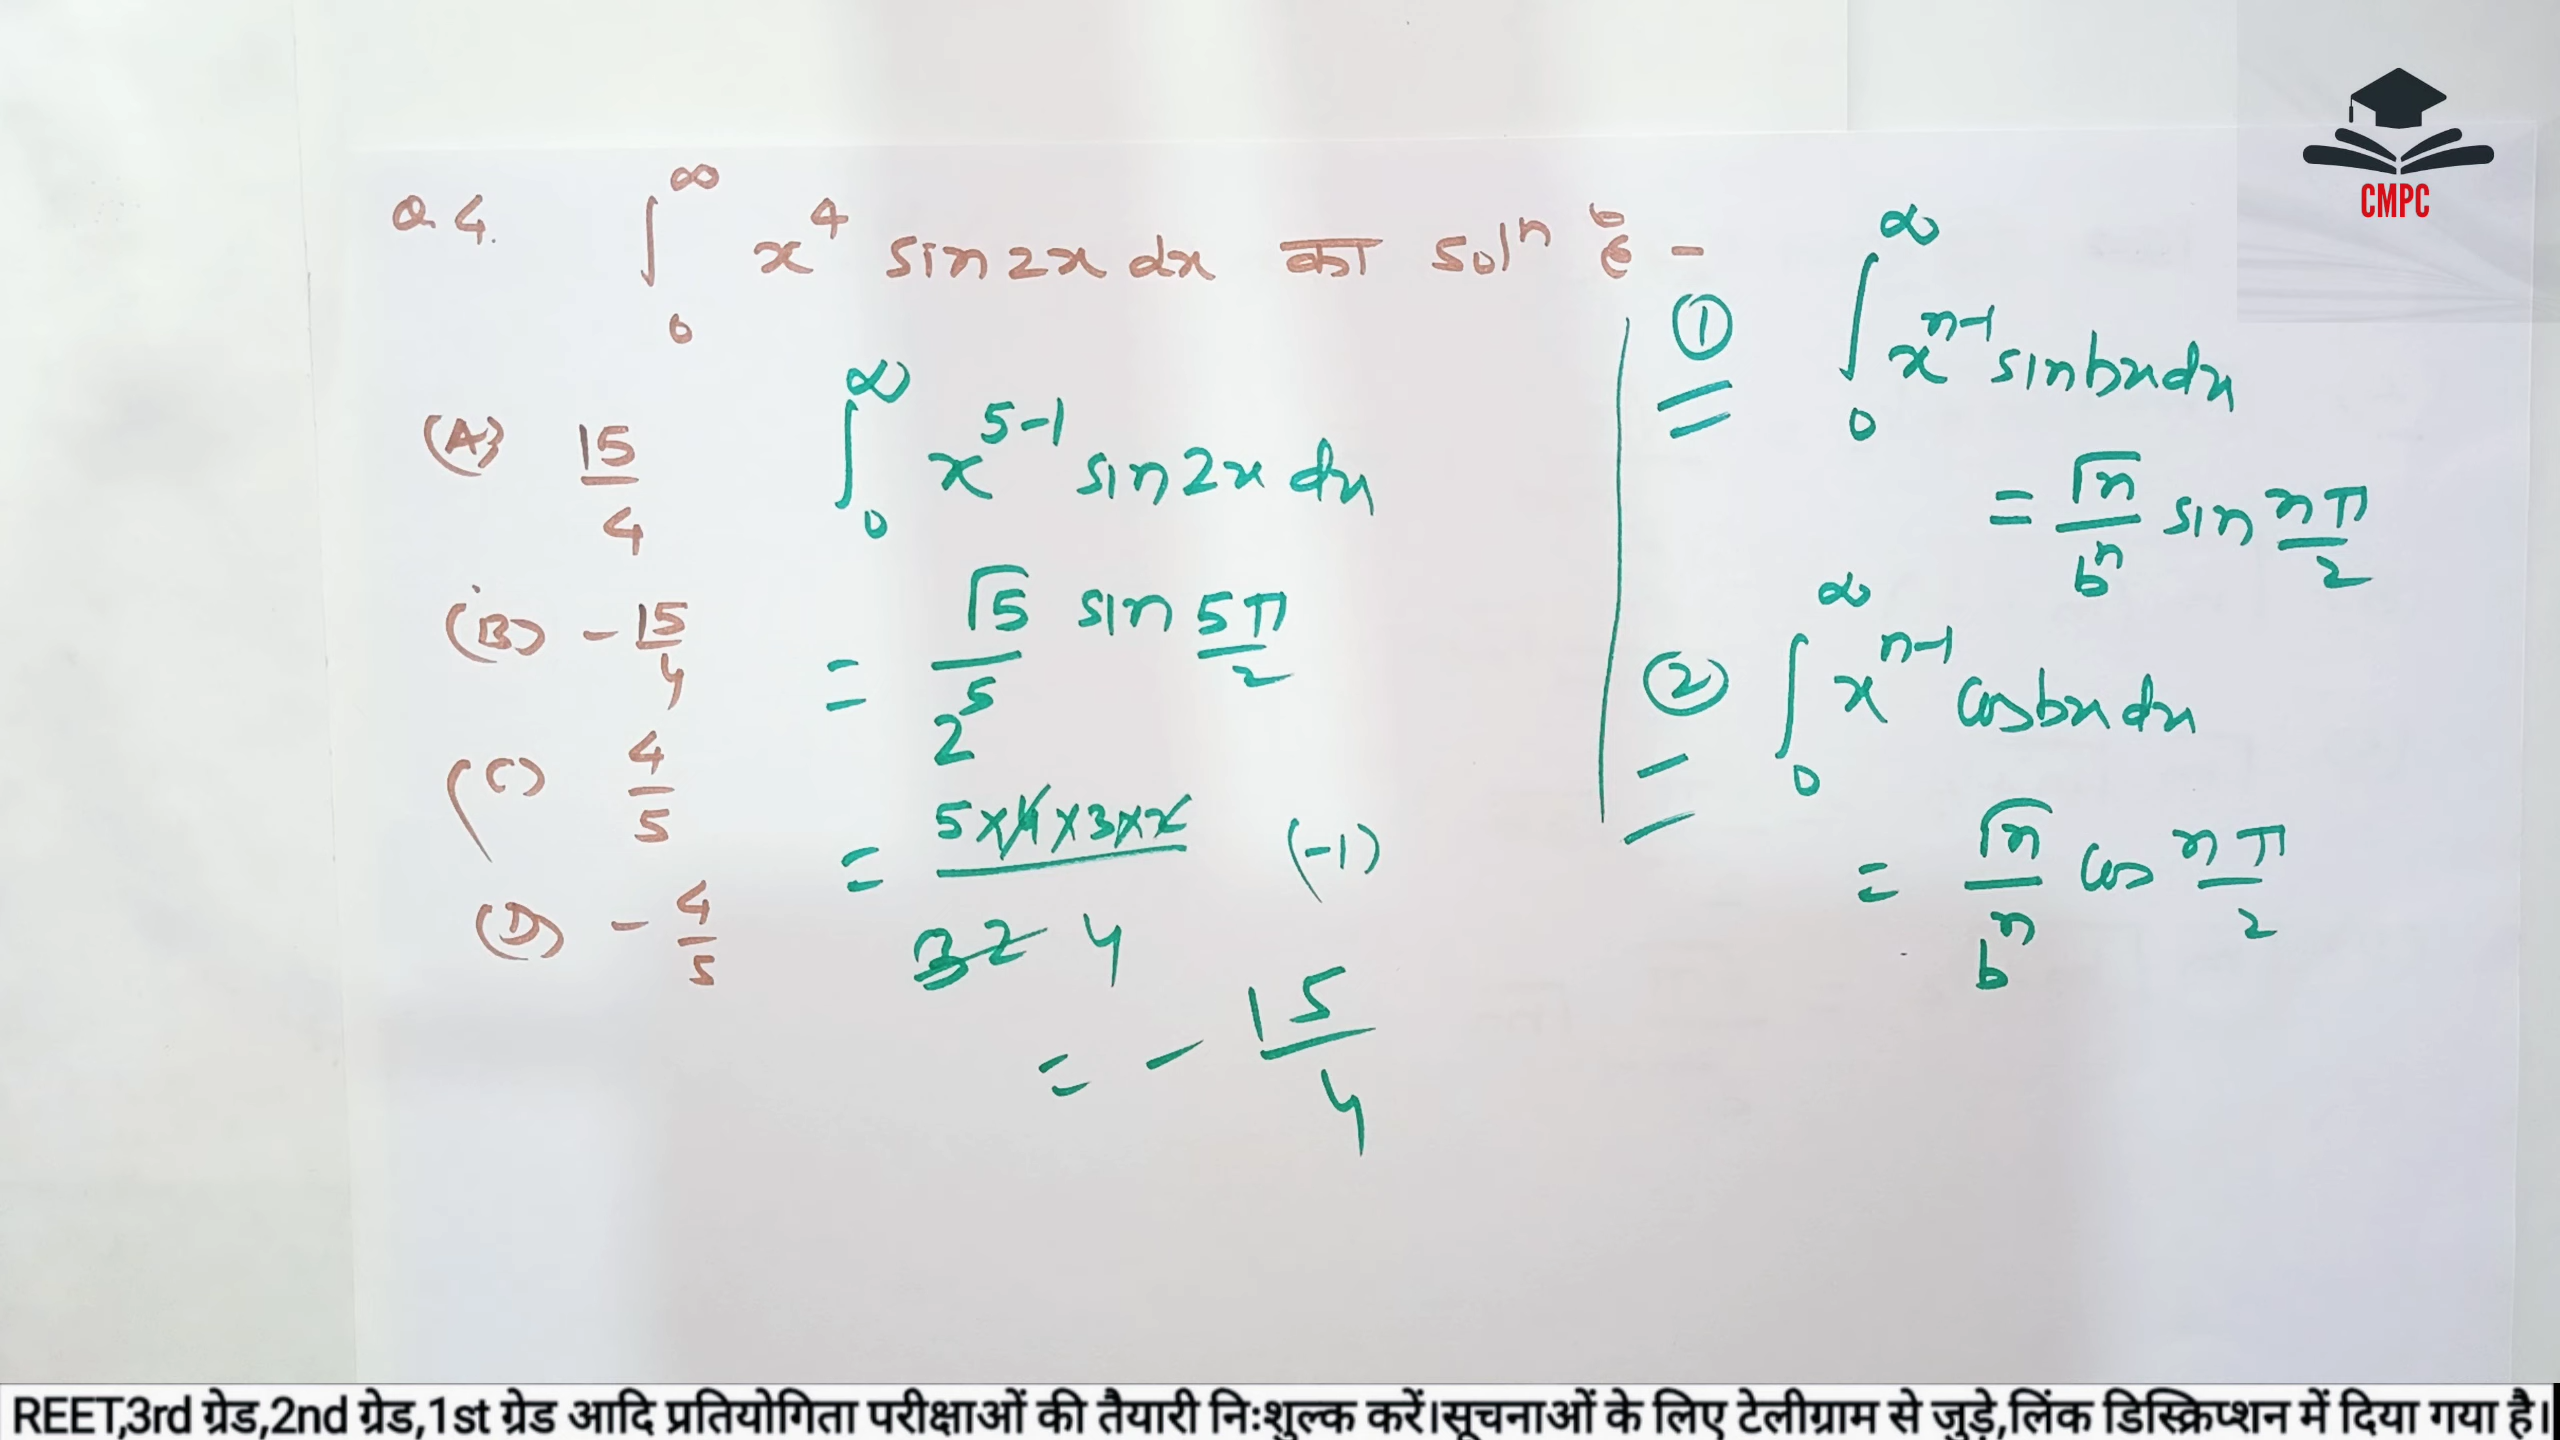 Q.4. ∫₀^∞ x⁴ sin2x dx का solⁿ है -
(A) 15/4
(B) - 15/4
(C) 4/5
(D) - 4/5
∫₀^∞ x^(5-1) sin2x dx
= Γ5/2⁵ sin 5π/2
= 5×4×3×2/32 4 (-1)
= - 15/4
① ∫₀^∞ x^(n-1) sinbx dx
= Γn/bⁿ sin nπ/2
② ∫₀^∞ x^(n-1) cosbx dx
= Γn/bⁿ cos nπ/2
CMPC
REET,3rd ग्रेड,2nd ग्रेड,1st ग्रेड आदि प्रतियोगिता परीक्षाओं की तैयारी निःशुल्क करें।सूचनाओं के लिए टेलीग्राम से जुड़े,लिंक डिस्क्रिप्शन में दिया गया है।